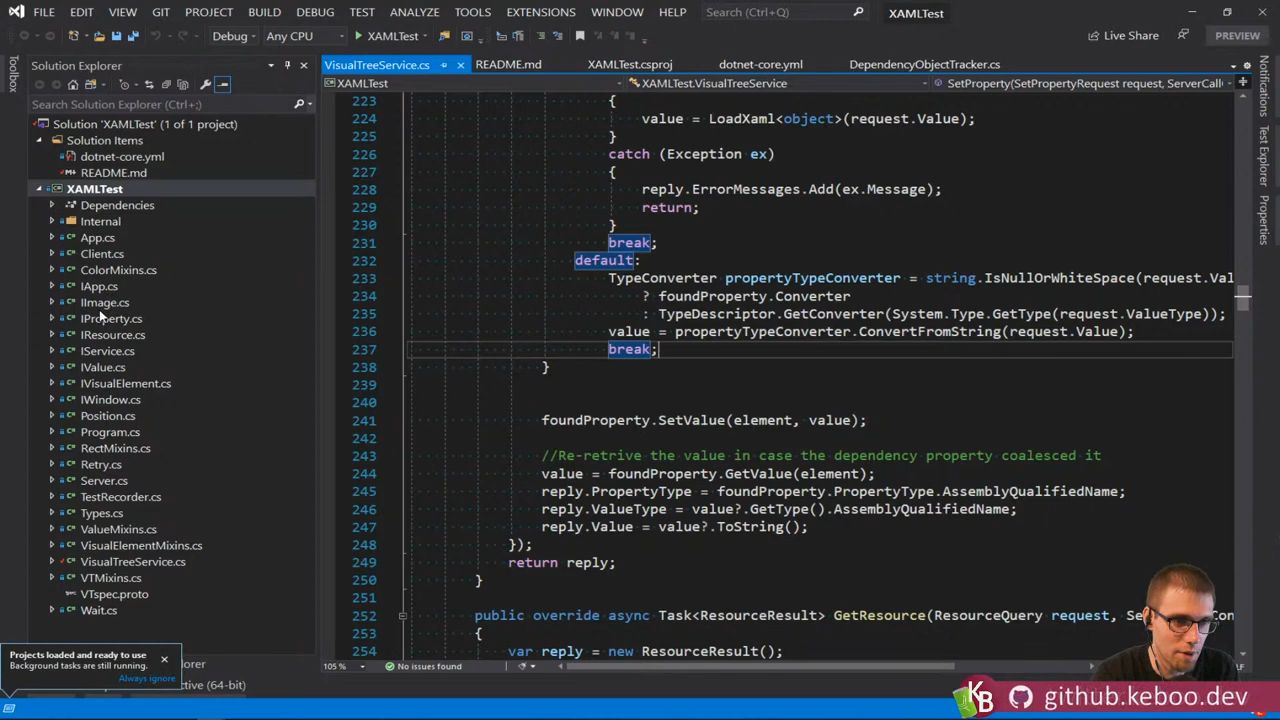 FILE EDIT VIEW GIT PROJECT BUILD DEBUG TEST ANALYZE TOOLS EXTENSIONS WINDOW HELP Search (Ctrl+Q) XAMLTest
Debug Any CPU XAMLTest Live Share PREVIEW
Toolbox
Solution Explorer
Search Solution Explorer (Ctrl+;)
Solution 'XAMLTest' (1 of 1 project)
Solution Items
dotnet-core.yml
README.md
XAMLTest
Dependencies
Internal
App.cs
Client.cs
ColorMixins.cs
IApp.cs
IImage.cs
IProperty.cs
IResource.cs
IService.cs
IValue.cs
IVisualElement.cs
IWindow.cs
Position.cs
Program.cs
RectMixins.cs
Retry.cs
Server.cs
TestRecorder.cs
Types.cs
ValueMixins.cs
VisualElementMixins.cs
VisualTreeService.cs
VTMixins.cs
VTspec.proto
Wait.cs
Projects loaded and ready to use
Background tasks are still running.
Always ignore
(64-bit)
VisualTreeService.cs README.md XAMLTest.csproj dotnet-core.yml DependencyObjectTracker.cs
XAMLTest XAMLTest.VisualTreeService SetProperty(SetPropertyRequest request, ServerCall
223 {
224 value = LoadXaml<object>(request.Value);
225 }
226 catch (Exception ex)
227 {
228 reply.ErrorMessages.Add(ex.Message);
229 return;
230 }
231 break;
232 default:
233 TypeConverter propertyTypeConverter = string.IsNullOrWhiteSpace(request.Val
234 ? foundProperty.Converter
235 : TypeDescriptor.GetConverter(System.Type.GetType(request.ValueType));
236 value = propertyTypeConverter.ConvertFromString(request.Value);
237 break;
238 }
239
240
241 foundProperty.SetValue(element, value);
242
243 //Re-retrive the value in case the dependency property coalesced it
244 value = foundProperty.GetValue(element);
245 reply.PropertyType = foundProperty.PropertyType.AssemblyQualifiedName;
246 reply.ValueType = value?.GetType().AssemblyQualifiedName;
247 reply.Value = value?.ToString();
248 });
249 return reply;
250 }
251
252 public override async Task<ResourceResult> GetResource(ResourceQuery request, Se
253 {
254 var reply = new ResourceResult();
105 % No issues found
Notifications
Test Explorer
Properties
KB github.keboo.dev